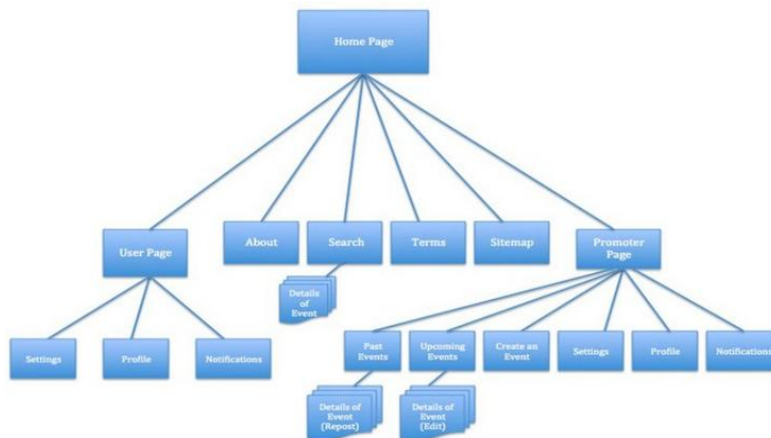 Home Page
User Page
About
Search
Terms
Sitemap
Promoter
Page
Details
of
Event
Settings
Profile
Notifications
Past
Events
Upcoming
Events
Create an
Event
Settings
Profile
Notifications
Details of
Event
(Repost)
Details of
Event
(Edit)